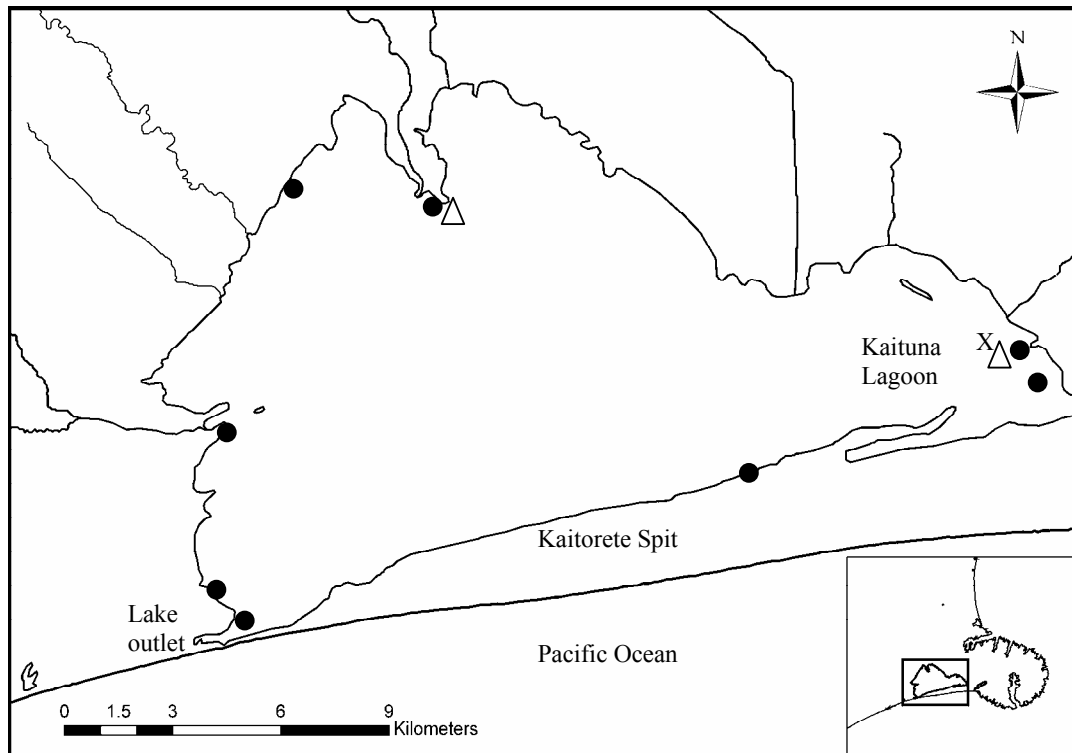 N
X
Kaituna
Lagoon
Kaitorete Spit
Lake
outlet
Pacific Ocean
0 1.5 3 6 9
Kilometers